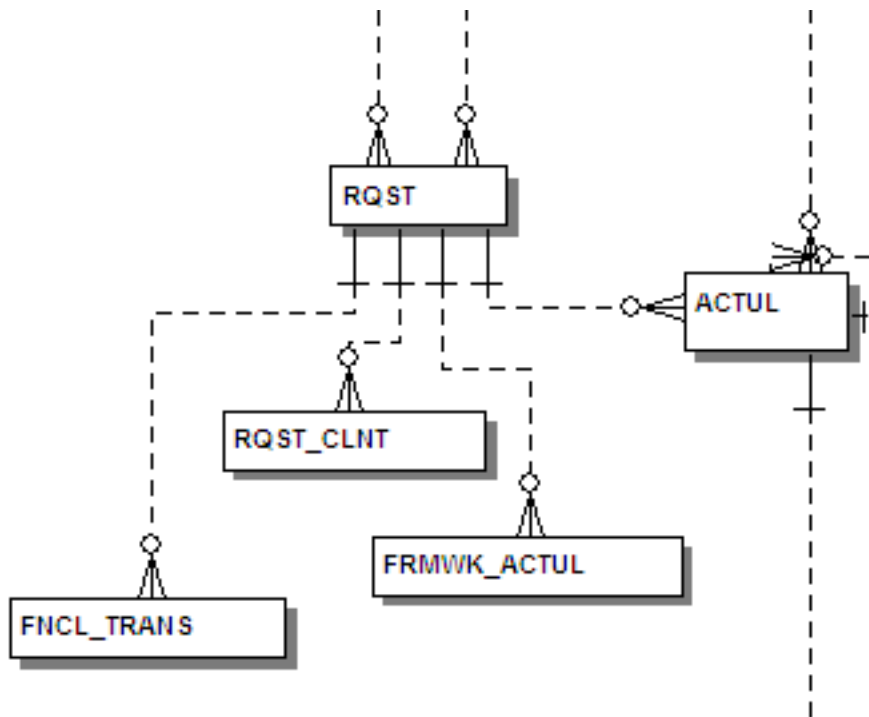 RQST
ACTUL
RQST_CLNT
FRMWK_ACTUL
FNCL_TRANS